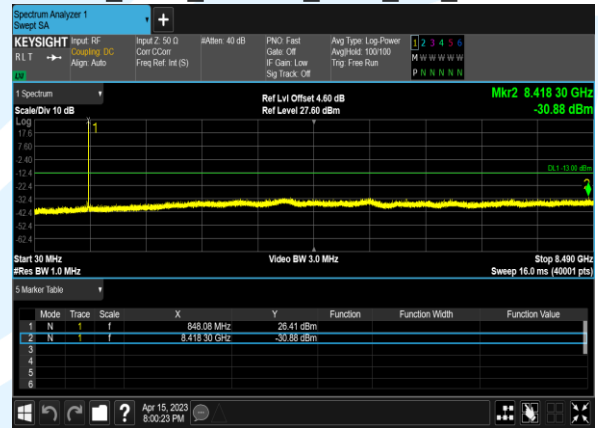 Spectrum Analyzer 1
Swept SA
KEYSIGHT Input: RF Input Z: 50 Ω #Atten: 40 dB PNO: Fast Avg Type: Log-Power 1 2 3 4 5 6
RLT Coupling: DC Corr CCorr Gate: Off Avg|Hold: 100/100 M W W W W W
Align: Auto Freq Ref: Int (S) IF Gain: Low Trig: Free Run P N N N N N
Sig Track: Off
LW
1 Spectrum Ref Lvl Offset 4.60 dB Mkr2 8.418 30 GHz
Scale/Div 10 dB Ref Level 27.60 dBm -30.88 dBm
Log
17.6
7.60
-2.40
-12.4
-22.4
-32.4
-42.4
-52.4
-62.4
1
DL1 -13.00 dBm
2
Start 30 MHz Video BW 3.0 MHz Stop 8.490 GHz
#Res BW 1.0 MHz Sweep 16.0 ms (40001 pts)
5 Marker Table
Mode Trace Scale X Y Function Function Width Function Value
1 N 1 f 848.08 MHz 26.41 dBm
2 N 1 f 8.418 30 GHz -30.88 dBm
3
4
5
6
? Apr 15, 2023
8:00:23 PM